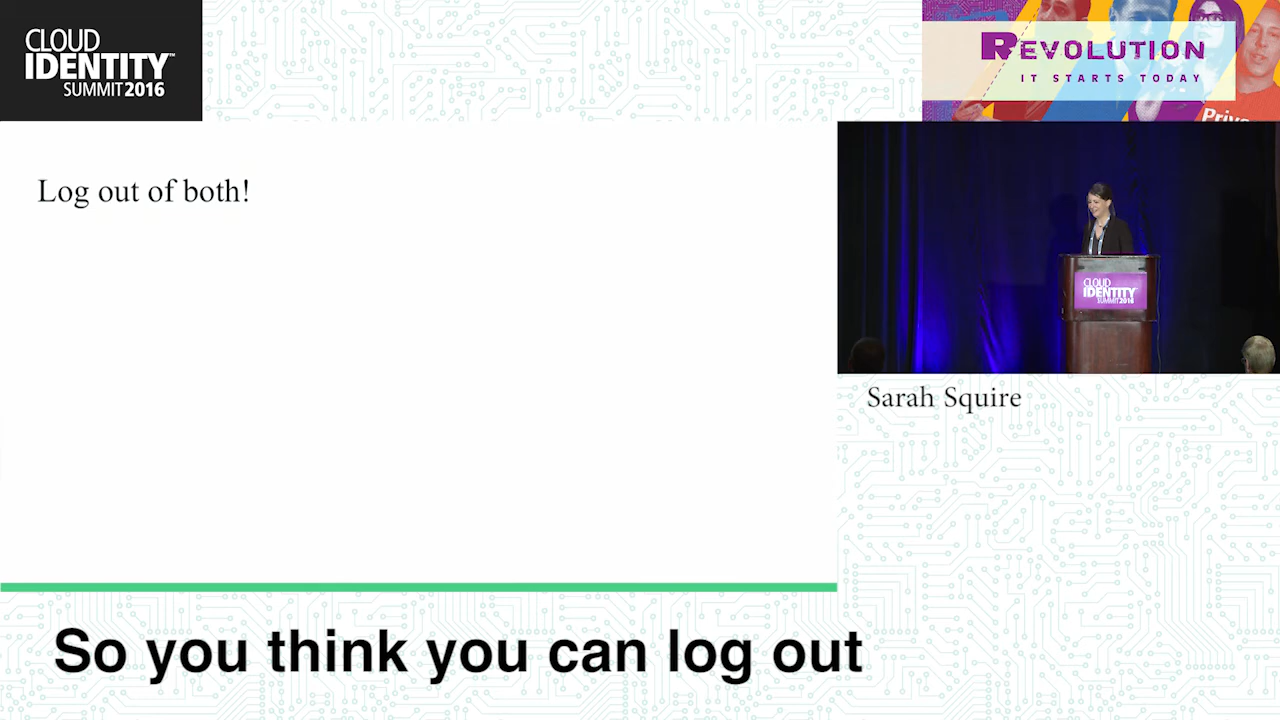 CLOUD
IDENTITY™
SUMMIT 2016
REVOLUTION
IT STARTS TODAY
Log out of both!
CLOUD
IDENTITY
SUMMIT 2016
Sarah Squire
So you think you can log out